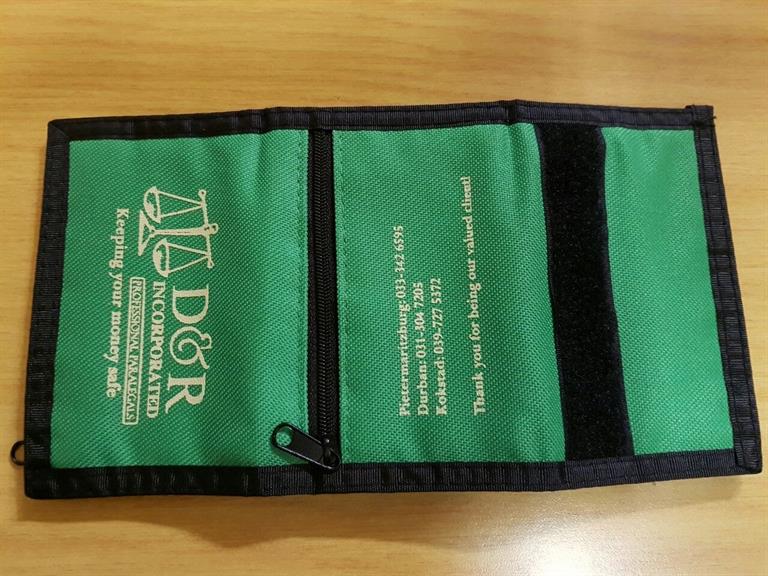 D&R
INCORPORATED
PROFESSIONAL PARALEGALS
Keeping your money safe
Pietermaritzburg: 033-342 6595
Durban: 031-304 7205
Kokstad: 039-727 5372
Thank you for being our valued client!